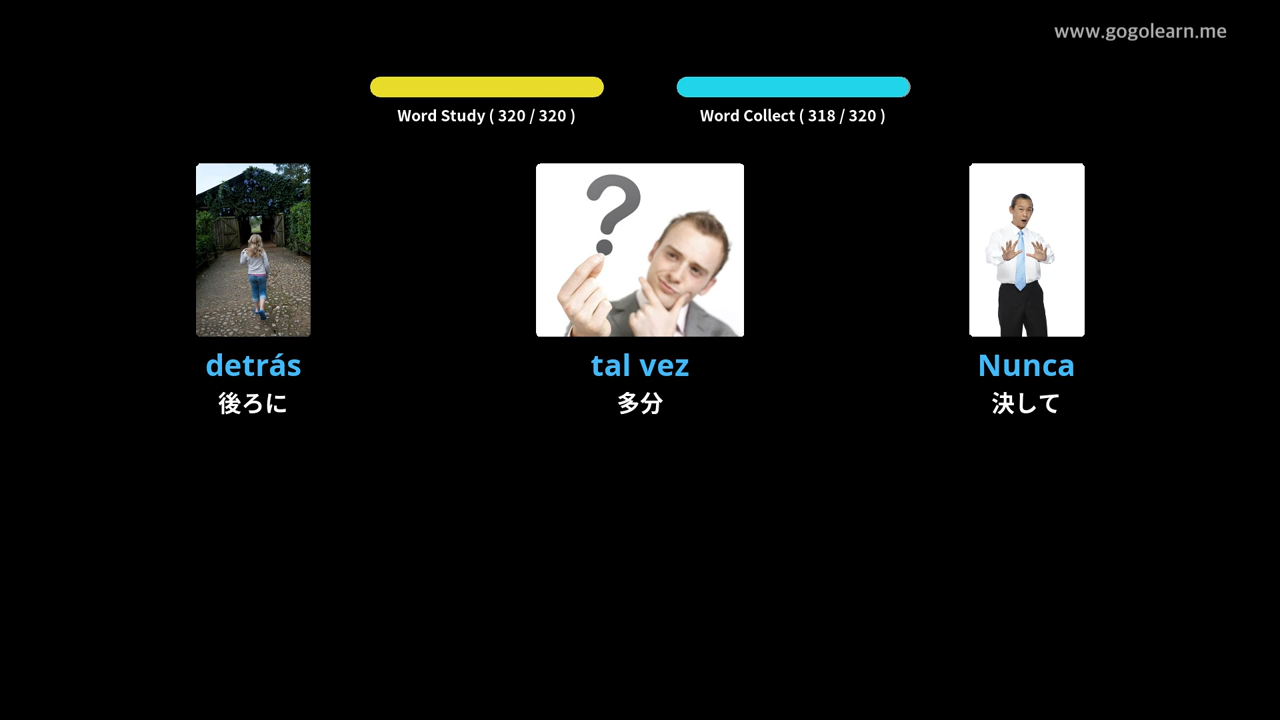 www.gogolearn.me
Word Study ( 320 / 320 )
Word Collect ( 318 / 320 )
detrás
後ろに
tal vez
多分
Nunca
決して